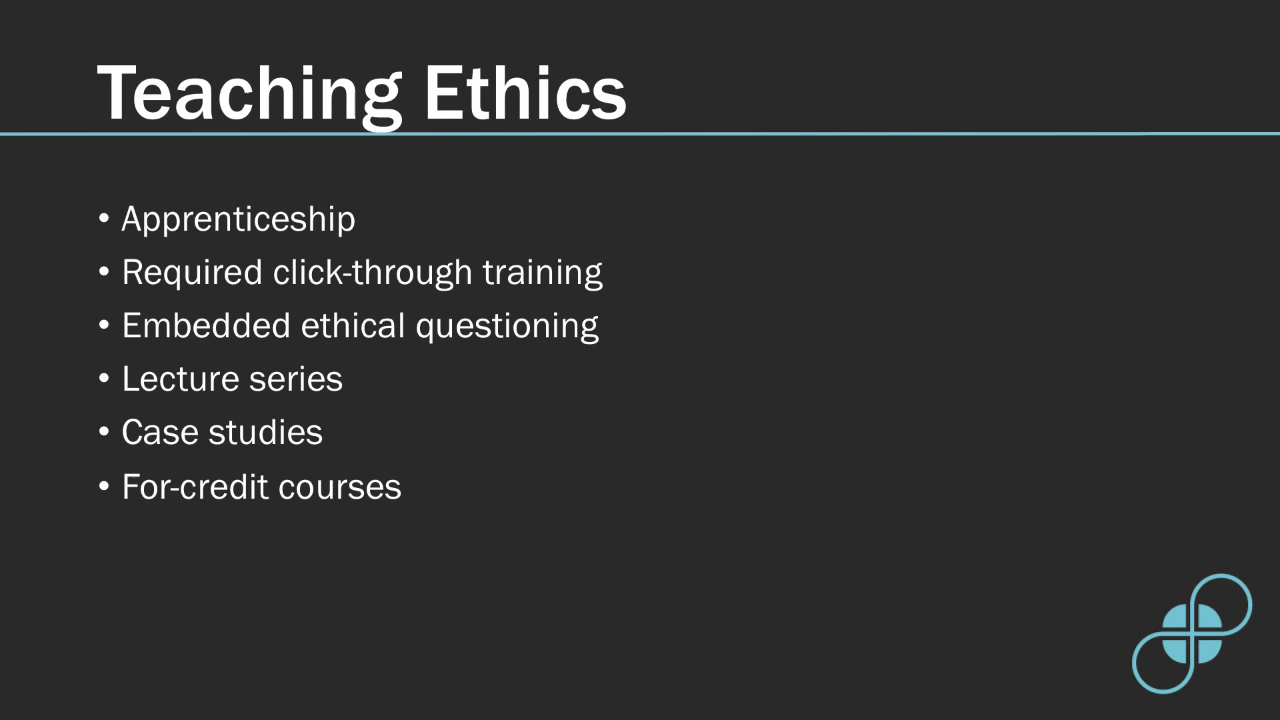 Teaching Ethics
• Apprenticeship
• Required click-through training
• Embedded ethical questioning
• Lecture series
• Case studies
• For-credit courses